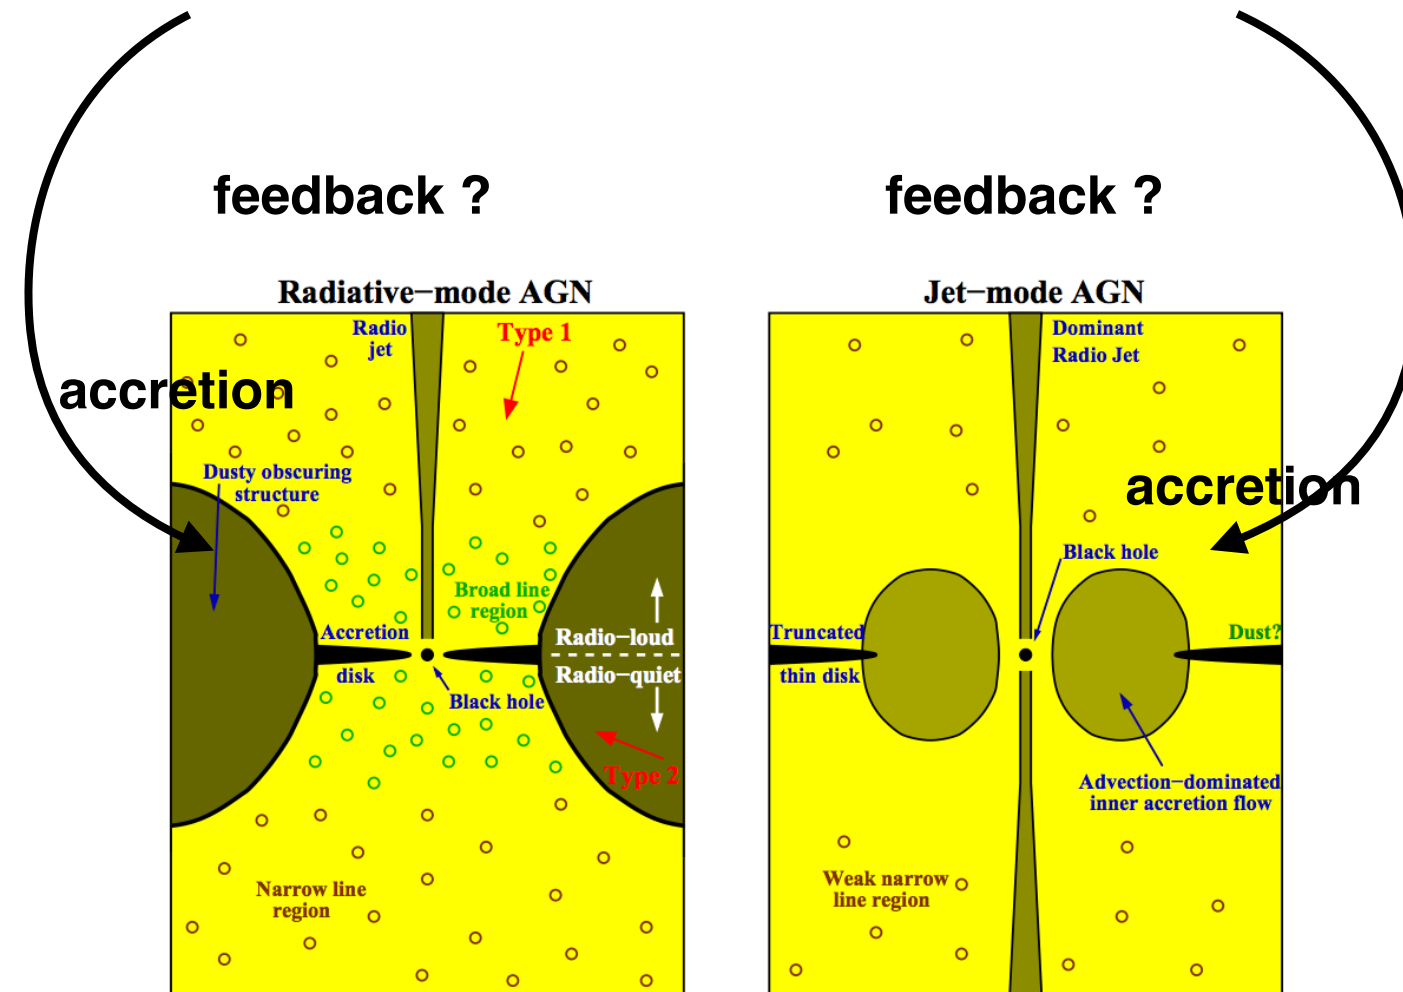 feedback ?
feedback ?
Radiative−mode AGN
Jet−mode AGN
Radio
jet
Type 1
accretion
Dusty obscuring
structure
Broad line
region
Accretion
disk
Black hole
Radio−loud
Radio−quiet
Type 2
Narrow line
region
Dominant
Radio Jet
accretion
Black hole
Truncated
thin disk
Dust?
Advection−dominated
inner accretion flow
Weak narrow
line region